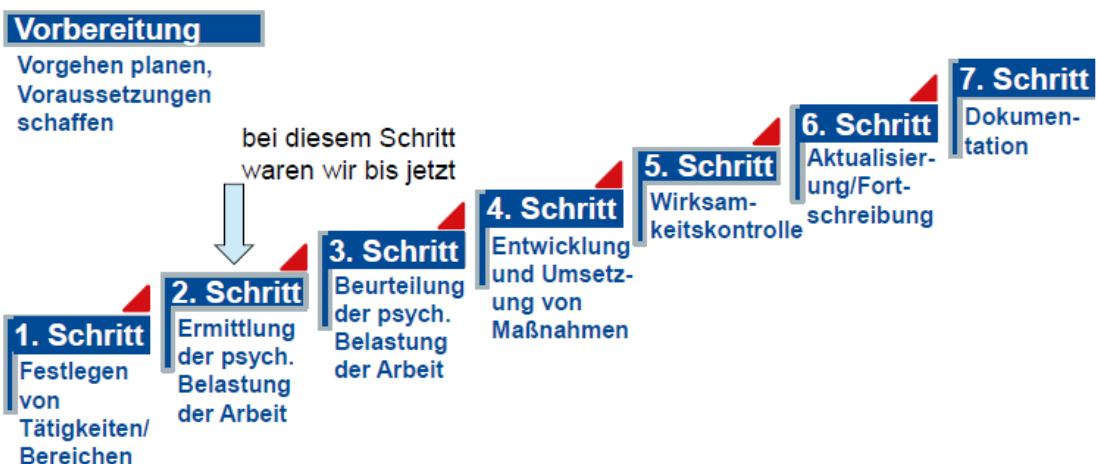 Vorbereitung
Vorgehen planen,
Voraussetzungen
schaffen
bei diesem Schritt
waren wir bis jetzt
1. Schritt
Festlegen
von
Tätigkeiten/
Bereichen
2. Schritt
Ermittlung
der psych.
Belastung
der Arbeit
3. Schritt
Beurteilung
der psych.
Belastung
der Arbeit
4. Schritt
Entwicklung
und Umsetz-
ung von
Maßnahmen
5. Schritt
Wirksam-
keitskontrolle
6. Schritt
Aktualisier-
ung/Fort-
schreibung
7. Schritt
Dokumen-
tation